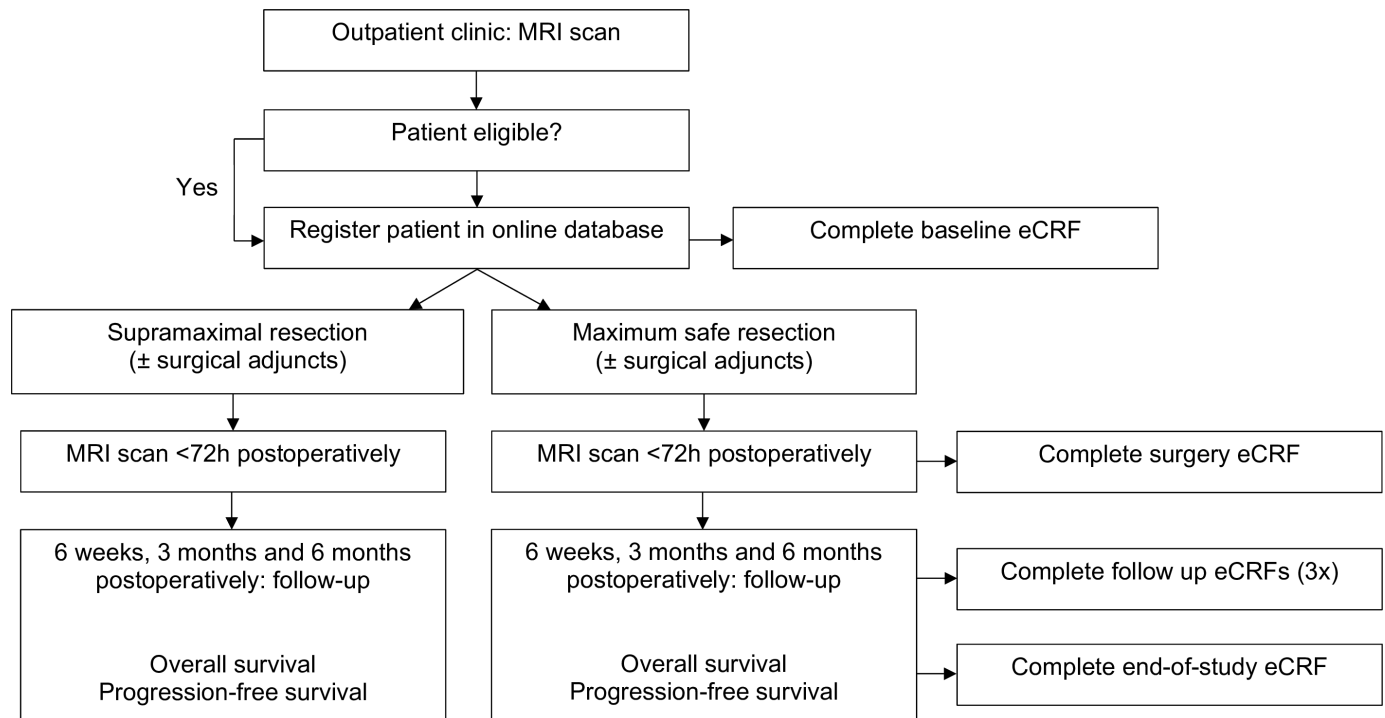 Outpatient clinic: MRI scan
Patient eligible?
Yes
Register patient in online database
Complete baseline eCRF
Supramaximal resection
(± surgical adjuncts)
Maximum safe resection
(± surgical adjuncts)
MRI scan <72h postoperatively
MRI scan <72h postoperatively
Complete surgery eCRF
6 weeks, 3 months and 6 months
postoperatively: follow-up
Overall survival
Progression-free survival
6 weeks, 3 months and 6 months
postoperatively: follow-up
Overall survival
Progression-free survival
Complete follow up eCRFs (3x)
Complete end-of-study eCRF